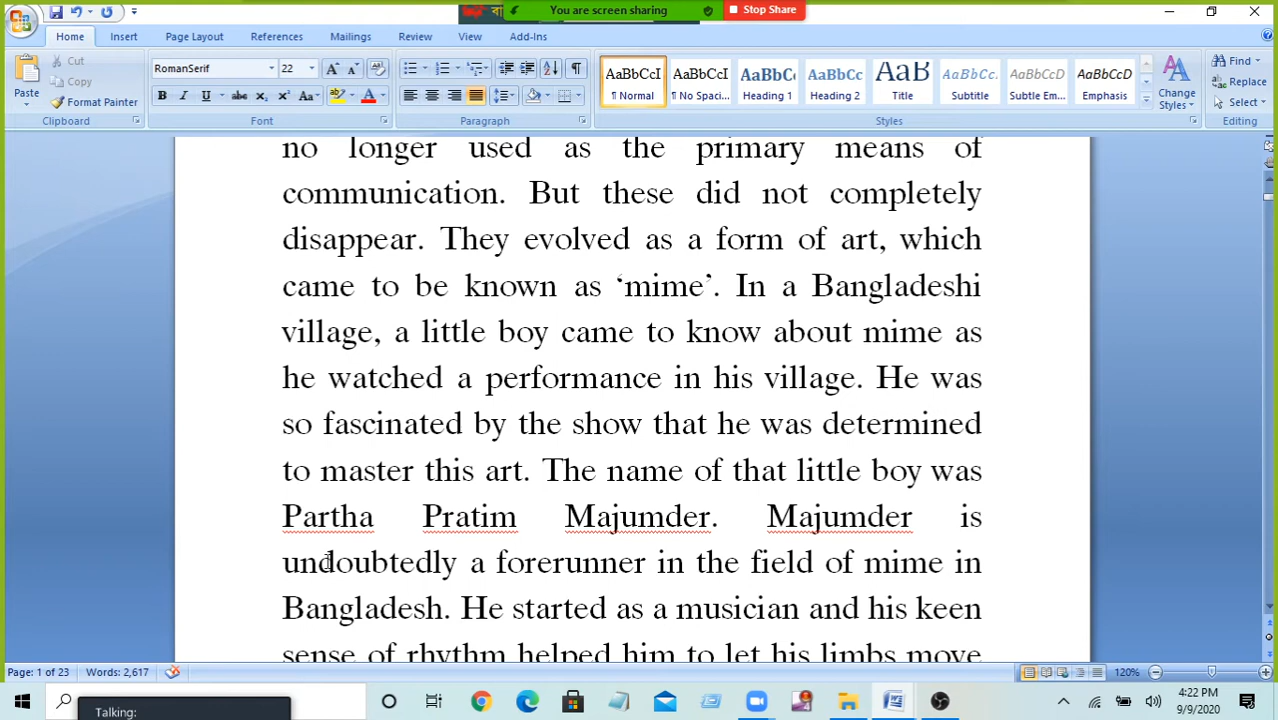 বা
You are screen sharing
Stop Share
Home Insert Page Layout References Mailings Review View Add-Ins
Paste
Cut
Copy
Format Painter
Clipboard
RomanSerif 22
Font
Paragraph
AaBbCcI AaBbCcI AaBbC AaBbCc AaB AaBbCc. AaBbCcD AaBbCcD
¶ Normal ¶ No Spaci... Heading 1 Heading 2 Title Subtitle Subtle Em... Emphasis
Change
Styles
Styles
Find
Replace
Select
Editing
no longer used as the primary means of
communication. But these did not completely
disappear. They evolved as a form of art, which
came to be known as ‘mime’. In a Bangladeshi
village, a little boy came to know about mime as
he watched a performance in his village. He was
so fascinated by the show that he was determined
to master this art. The name of that little boy was
Partha Pratim Majumder. Majumder is
undoubtedly a forerunner in the field of mime in
Bangladesh. He started as a musician and his keen
sense of rhythm helped him to let his limbs move
Page: 1 of 23 Words: 2,617 120%
Talking:
4:22 PM
9/9/2020